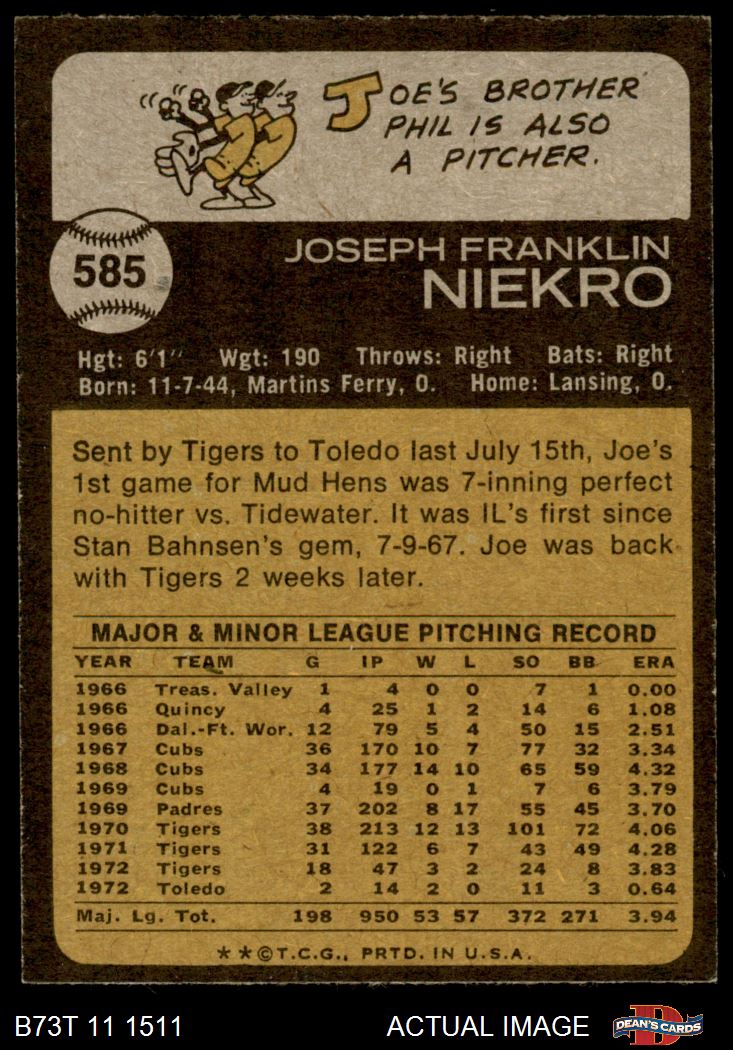 JOE'S BROTHER
PHIL IS ALSO
A PITCHER.
585
JOSEPH FRANKLIN
NIEKRO
Hgt: 6'1" Wgt: 190 Throws: Right Bats: Right
Born: 11-7-44, Martins Ferry, O. Home: Lansing, O.
Sent by Tigers to Toledo last July 15th, Joe's
1st game for Mud Hens was 7-inning perfect
no-hitter vs. Tidewater. It was IL's first since
Stan Bahnsen's gem, 7-9-67. Joe was back
with Tigers 2 weeks later.
MAJOR & MINOR LEAGUE PITCHING RECORD
YEAR TEAM G IP W L SO BB ERA
1966 Treas. Valley 1 4 0 0 7 1 0.00
1966 Quincy 4 25 1 2 14 6 1.08
1966 Dal.-Ft. Wor. 12 79 5 4 50 15 2.51
1967 Cubs 36 170 10 7 77 32 3.34
1968 Cubs 34 177 14 10 65 59 4.32
1969 Cubs 4 19 0 1 7 6 3.79
1969 Padres 37 202 8 17 55 45 3.70
1970 Tigers 38 213 12 13 101 72 4.06
1971 Tigers 31 122 6 7 43 49 4.28
1972 Tigers 18 47 3 2 24 8 3.83
1972 Toledo 2 14 2 0 11 3 0.64
Maj. Lg. Tot. 198 950 53 57 372 271 3.94
**©T.C.G., PRTD. IN U.S.A.
B73T 11 1511 ACTUAL IMAGE D DEAN'S CARDS